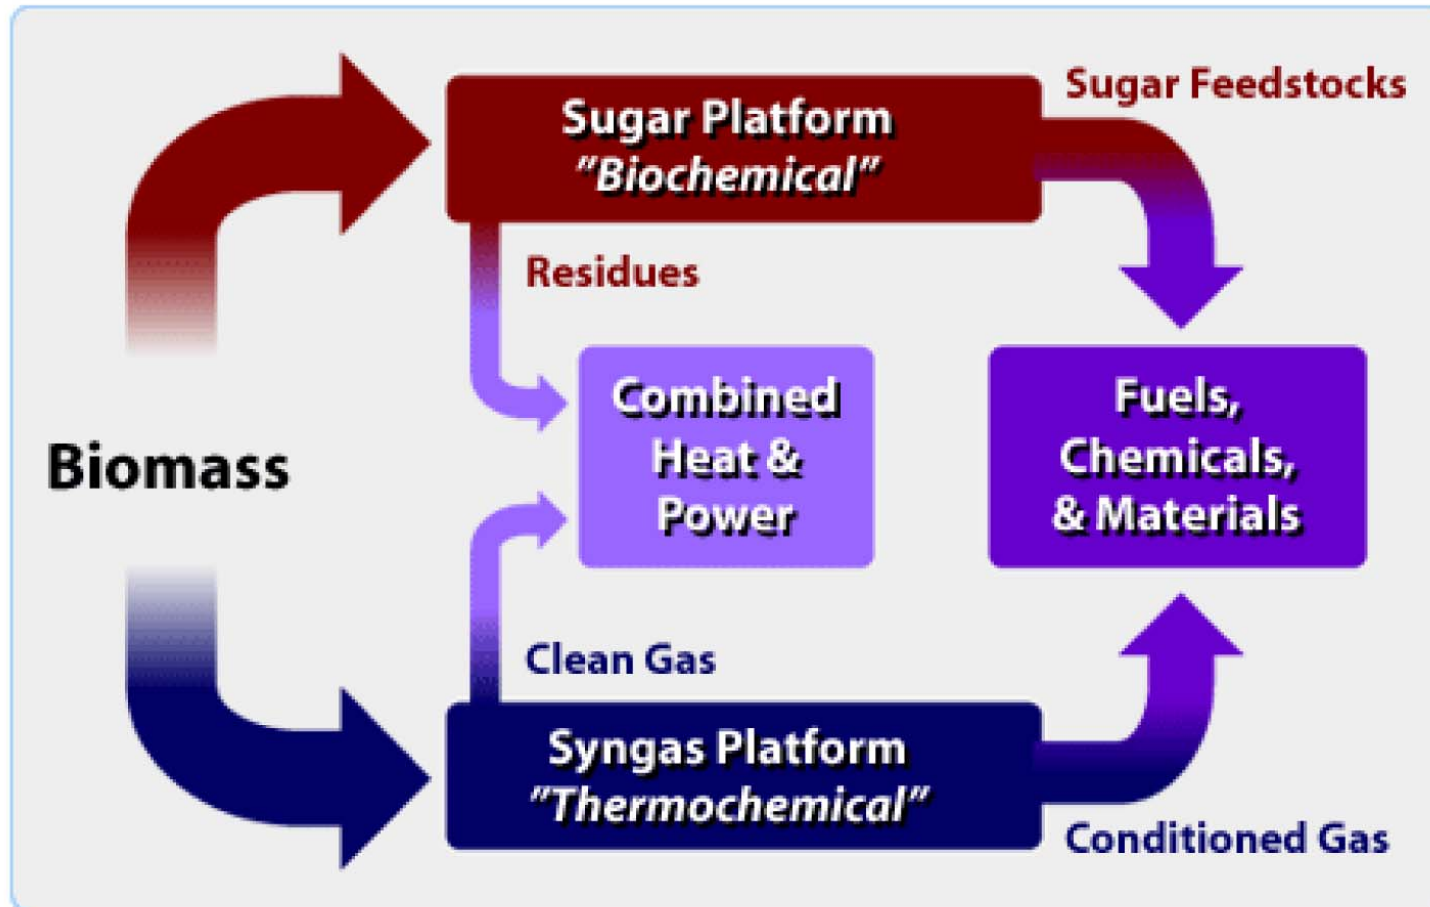 Sugar Feedstocks
Sugar Platform
"Biochemical"
Residues
Combined
Heat &
Power
Fuels,
Chemicals,
& Materials
Biomass
Clean Gas
Syngas Platform
"Thermochemical"
Conditioned Gas